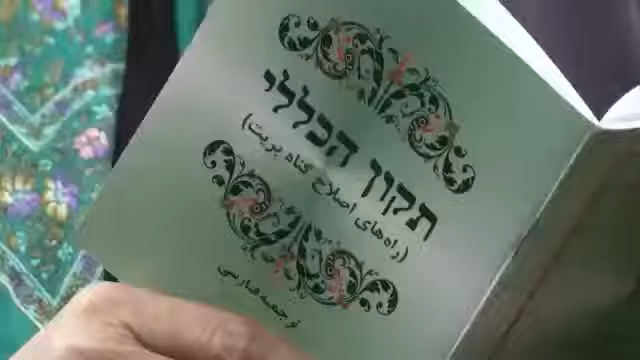 תקון הכללי
(راه‌های اصلاح گناه بریت)
ترجمه فارسی